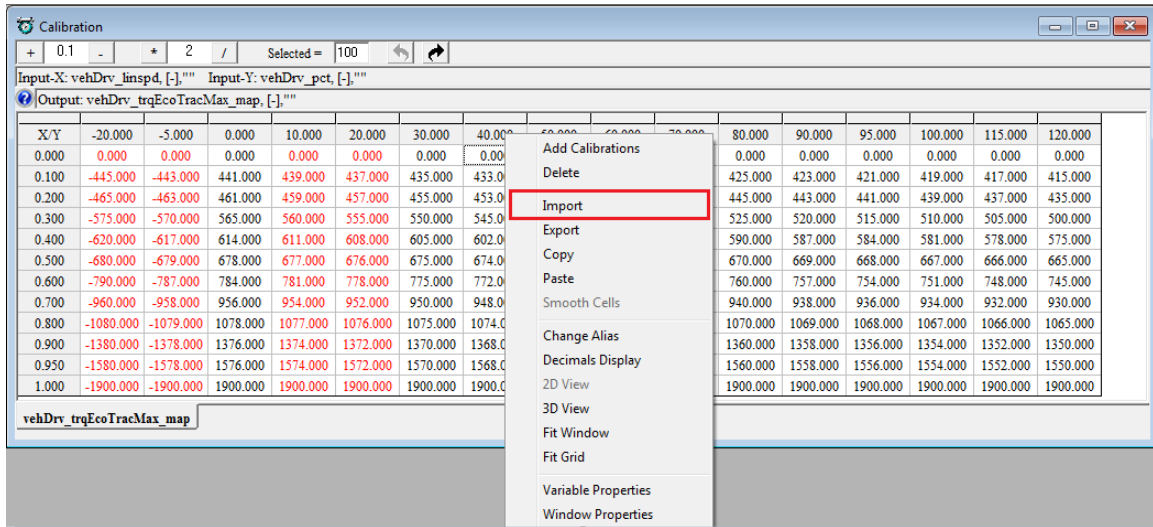 Calibration
+ 0.1 - * 2 / Selected = 100
Input-X: vehDrv_linspd, [-],"" Input-Y: vehDrv_pct, [-],""
Output: vehDrv_trqEcoTracMax_map, [-],""
X/Y -20.000 -5.000 0.000 10.000 20.000 30.000 40.000 50.000 60.000 70.000 80.000 90.000 95.000 100.000 115.000 120.000
0.000 0.000 0.000 0.000 0.000 0.000 0.000 0.00 0.000 0.000 0.000 0.000 0.000 0.000
0.100 -445.000 -443.000 441.000 439.000 437.000 435.000 433.0 425.000 423.000 421.000 419.000 417.000 415.000
0.200 -465.000 -463.000 461.000 459.000 457.000 455.000 453.0 445.000 443.000 441.000 439.000 437.000 435.000
0.300 -575.000 -570.000 565.000 560.000 555.000 550.000 545.0 525.000 520.000 515.000 510.000 505.000 500.000
0.400 -620.000 -617.000 614.000 611.000 608.000 605.000 602.0 590.000 587.000 584.000 581.000 578.000 575.000
0.500 -680.000 -679.000 678.000 677.000 676.000 675.000 674.0 670.000 669.000 668.000 667.000 666.000 665.000
0.600 -790.000 -787.000 784.000 781.000 778.000 775.000 772.0 760.000 757.000 754.000 751.000 748.000 745.000
0.700 -960.000 -958.000 956.000 954.000 952.000 950.000 948.0 940.000 938.000 936.000 934.000 932.000 930.000
0.800 -1080.000 -1079.000 1078.000 1077.000 1076.000 1075.000 1074.0 1070.000 1069.000 1068.000 1067.000 1066.000 1065.000
0.900 -1380.000 -1378.000 1376.000 1374.000 1372.000 1370.000 1368.0 1360.000 1358.000 1356.000 1354.000 1352.000 1350.000
0.950 -1580.000 -1578.000 1576.000 1574.000 1572.000 1570.000 1568.0 1560.000 1558.000 1556.000 1554.000 1552.000 1550.000
1.000 -1900.000 -1900.000 1900.000 1900.000 1900.000 1900.000 1900.0 1900.000 1900.000 1900.000 1900.000 1900.000 1900.000
vehDrv_trqEcoTracMax_map
Add Calibrations
Delete
Import
Export
Copy
Paste
Smooth Cells
Change Alias
Decimals Display
2D View
3D View
Fit Window
Fit Grid
Variable Properties
Window Properties